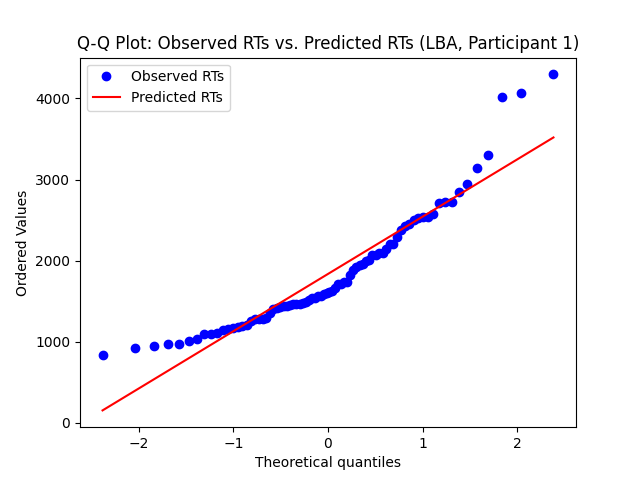 Q-Q Plot: Observed RTs vs. Predicted RTs (LBA, Participant 1)
Observed RTs
Predicted RTs
4000
3000
2000
1000
0
Ordered Values
−2
−1
0
1
2
Theoretical quantiles